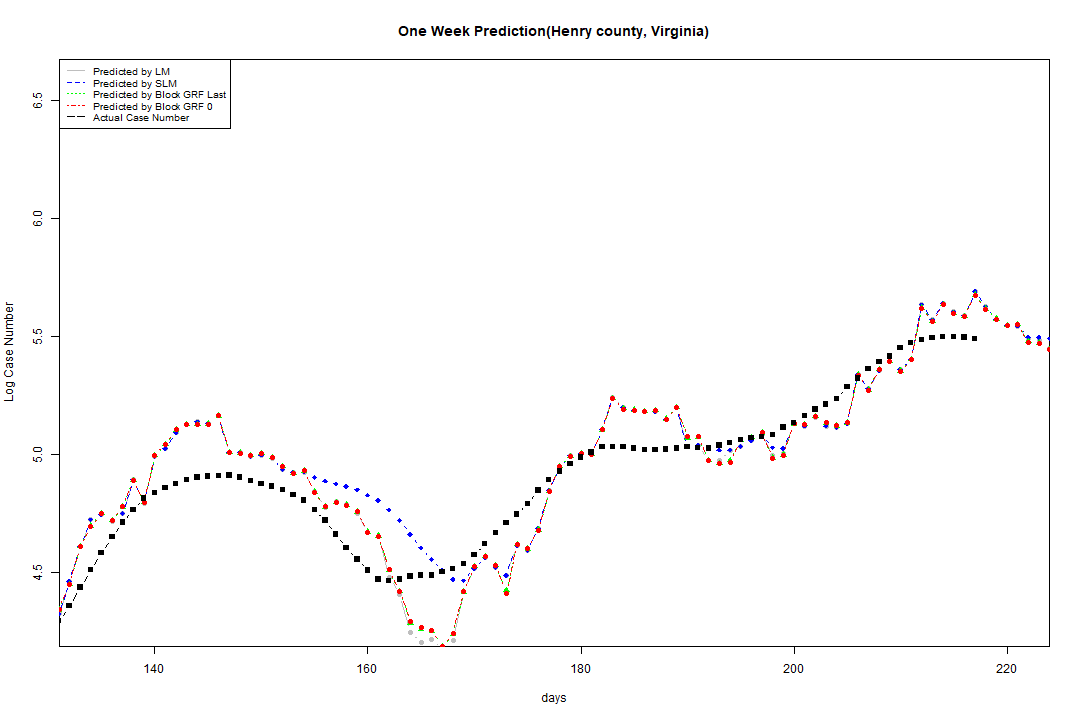 One Week Prediction(Henry county, Virginia)
Predicted by LM
Predicted by SLM
Predicted by Block GRF Last
Predicted by Block GRF 0
Actual Case Number
6.5
6.0
5.5
5.0
4.5
Log Case Number
140 160 180 200 220
days